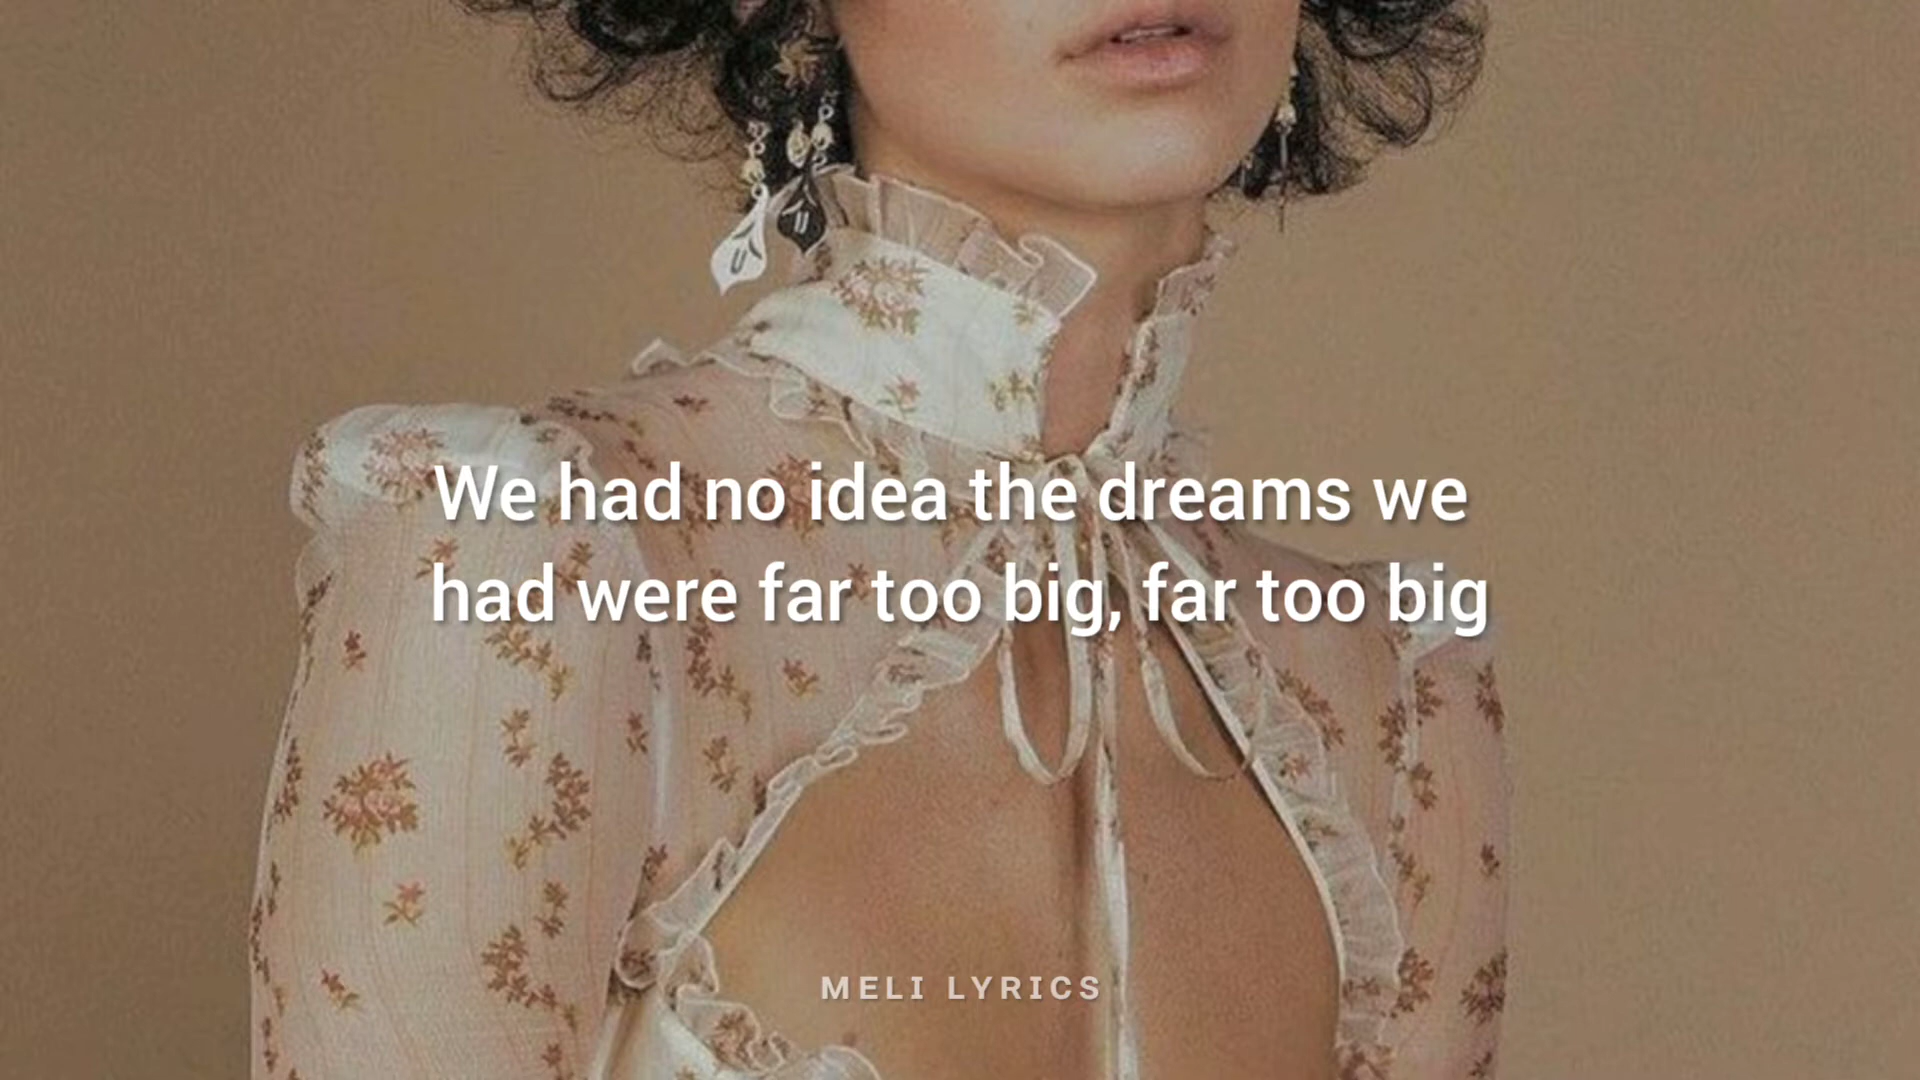 We had no idea the dreams we
had were far too big, far too big
MELI LYRICS